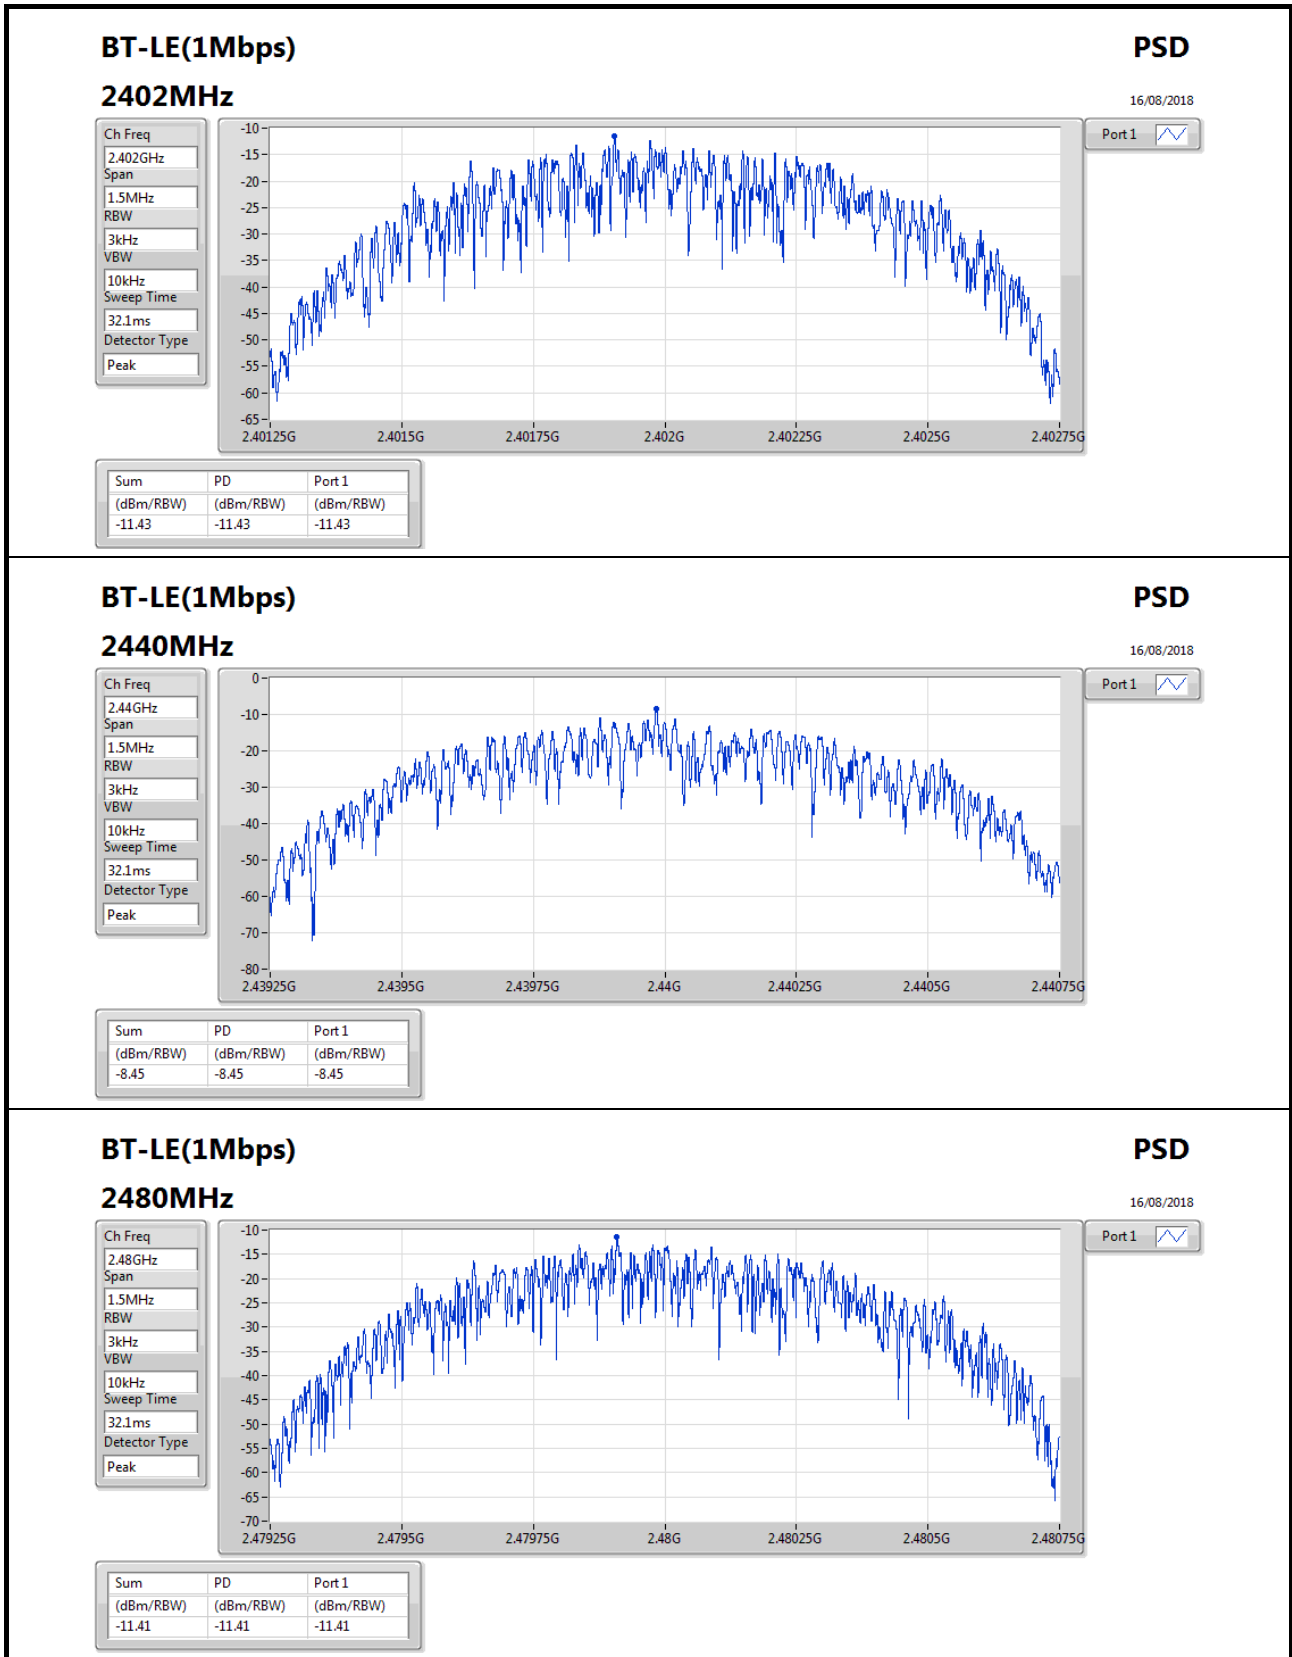 BT-LE(1Mbps) PSD
2402MHz 16/08/2018
Ch Freq
2.402GHz
Span
1.5MHz
RBW
3kHz
VBW
10kHz
Sweep Time
32.1ms
Detector Type
Peak
-10
-15
-20
-25
-30
-35
-40
-45
-50
-55
-60
-65
2.40125G 2.4015G 2.40175G 2.402G 2.40225G 2.4025G 2.40275G
Port 1
Sum PD Port 1
(dBm/RBW) (dBm/RBW) (dBm/RBW)
-11.43 -11.43 -11.43
BT-LE(1Mbps) PSD
2440MHz 16/08/2018
Ch Freq
2.44GHz
Span
1.5MHz
RBW
3kHz
VBW
10kHz
Sweep Time
32.1ms
Detector Type
Peak
0
-10
-20
-30
-40
-50
-60
-70
-80
2.43925G 2.4395G 2.43975G 2.44G 2.44025G 2.4405G 2.44075G
Port 1
Sum PD Port 1
(dBm/RBW) (dBm/RBW) (dBm/RBW)
-8.45 -8.45 -8.45
BT-LE(1Mbps) PSD
2480MHz 16/08/2018
Ch Freq
2.48GHz
Span
1.5MHz
RBW
3kHz
VBW
10kHz
Sweep Time
32.1ms
Detector Type
Peak
-10
-15
-20
-25
-30
-35
-40
-45
-50
-55
-60
-65
-70
2.47925G 2.4795G 2.47975G 2.48G 2.48025G 2.4805G 2.48075G
Port 1
Sum PD Port 1
(dBm/RBW) (dBm/RBW) (dBm/RBW)
-11.41 -11.41 -11.41